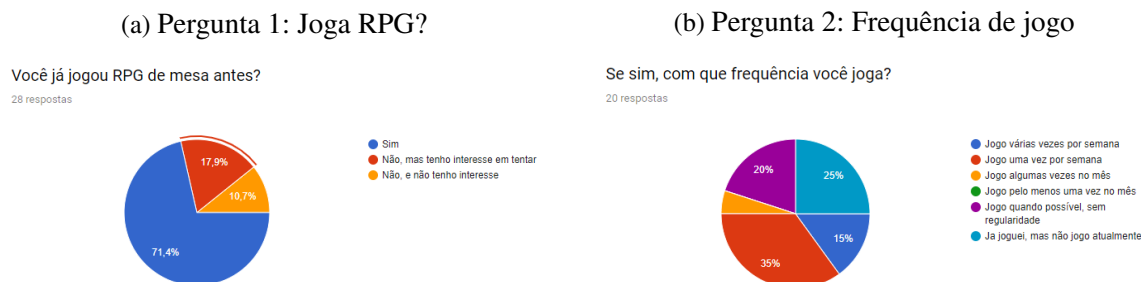 (a) Pergunta 1: Joga RPG?
Você já jogou RPG de mesa antes?
28 respostas
Sim
Não, mas tenho interesse em tentar
Não, e não tenho interesse
17,9%
10,7%
71,4%
(b) Pergunta 2: Frequência de jogo
Se sim, com que frequência você joga?
20 respostas
Jogo várias vezes por semana
Jogo uma vez por semana
Jogo algumas vezes no mês
Jogo pelo menos uma vez no mês
Jogo quando possível, sem
regularidade
Ja joguei, mas não jogo atualmente
20%
25%
15%
35%